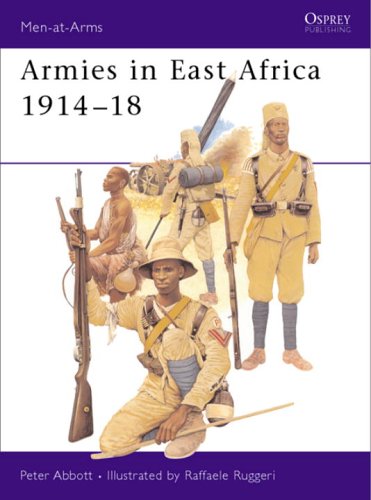 Men-at-Arms
OSPREY
PUBLISHING
Armies in East Africa
1914–18
Peter Abbott • Illustrated by Raffaele Ruggeri